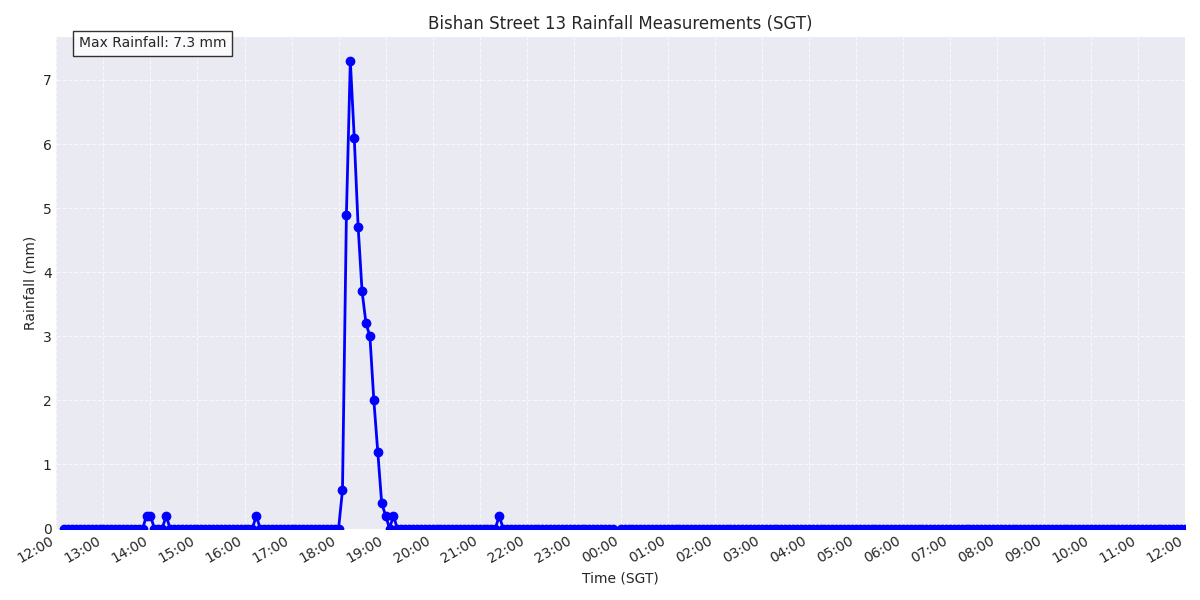 Bishan Street 13 Rainfall Measurements (SGT)
Max Rainfall: 7.3 mm
Rainfall (mm)
7
6
5
4
3
2
1
0
12:00 13:00 14:00 15:00 16:00 17:00 18:00 19:00 20:00 21:00 22:00 23:00 00:00 01:00 02:00 03:00 04:00 05:00 06:00 07:00 08:00 09:00 10:00 11:00 12:00
Time (SGT)